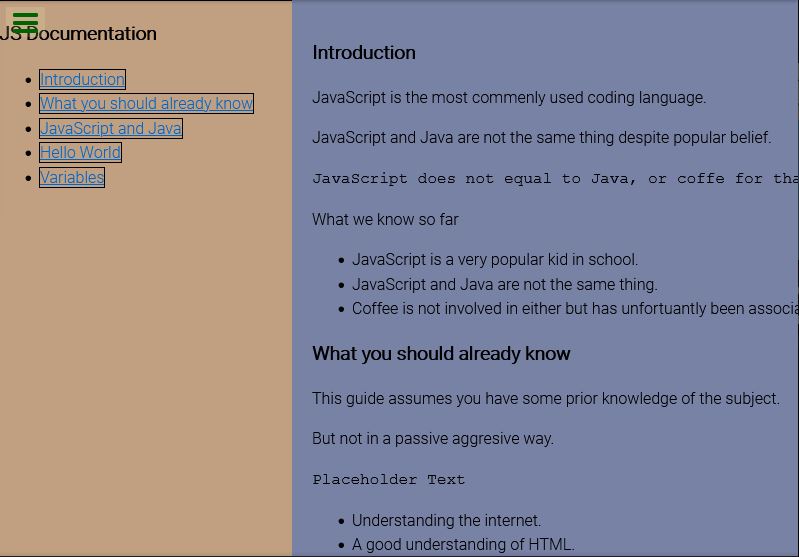 JS Documentation
Introduction
What you should already know
JavaScript and Java
Hello World
Variables
Introduction
JavaScript is the most commenly used coding language.
JavaScript and Java are not the same thing despite popular belief.
JavaScript does not equal to Java, or coffe for tha
What we know so far
JavaScript is a very popular kid in school.
JavaScript and Java are not the same thing.
Coffee is not involved in either but has unfortuantly been associa
What you should already know
This guide assumes you have some prior knowledge of the subject.
But not in a passive aggresive way.
Placeholder Text
Understanding the internet.
A good understanding of HTML.